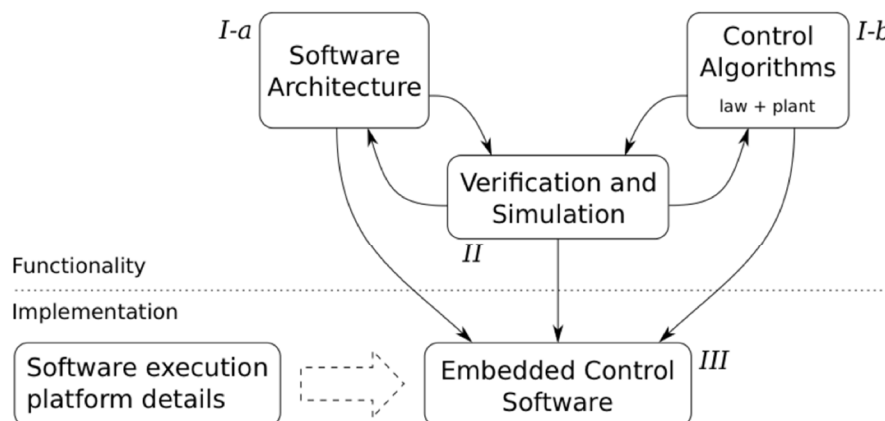 I-a
Software
Architecture
Control
Algorithms
law + plant
I-b
Verification and
Simulation
II
Functionality
Implementation
Software execution
platform details
Embedded Control
Software
III